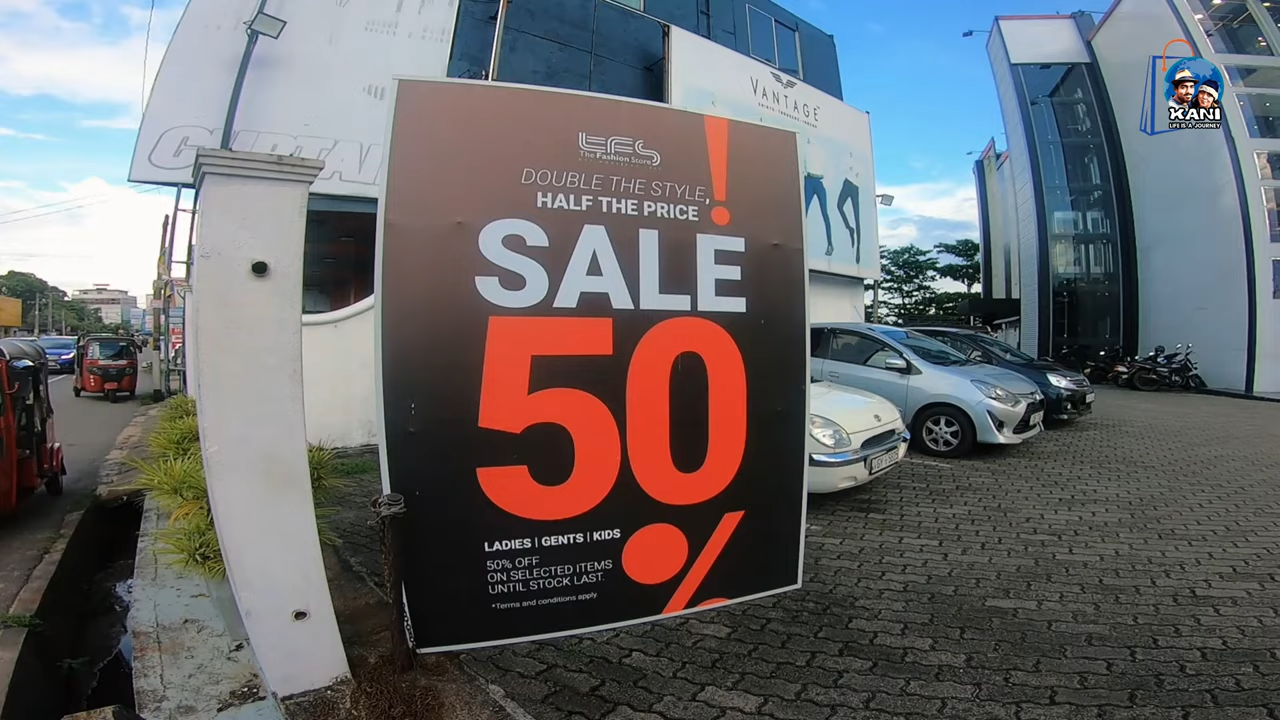 CURTAI
VANTAGE
TFS
The Fashion Store
DOUBLE THE STYLE,
HALF THE PRICE
!
SALE
50
%
LADIES | GENTS | KIDS
50% OFF
ON SELECTED ITEMS
UNTIL STOCK LAST.
*Terms and conditions apply.
KANI
LIFE IS A JOURNEY